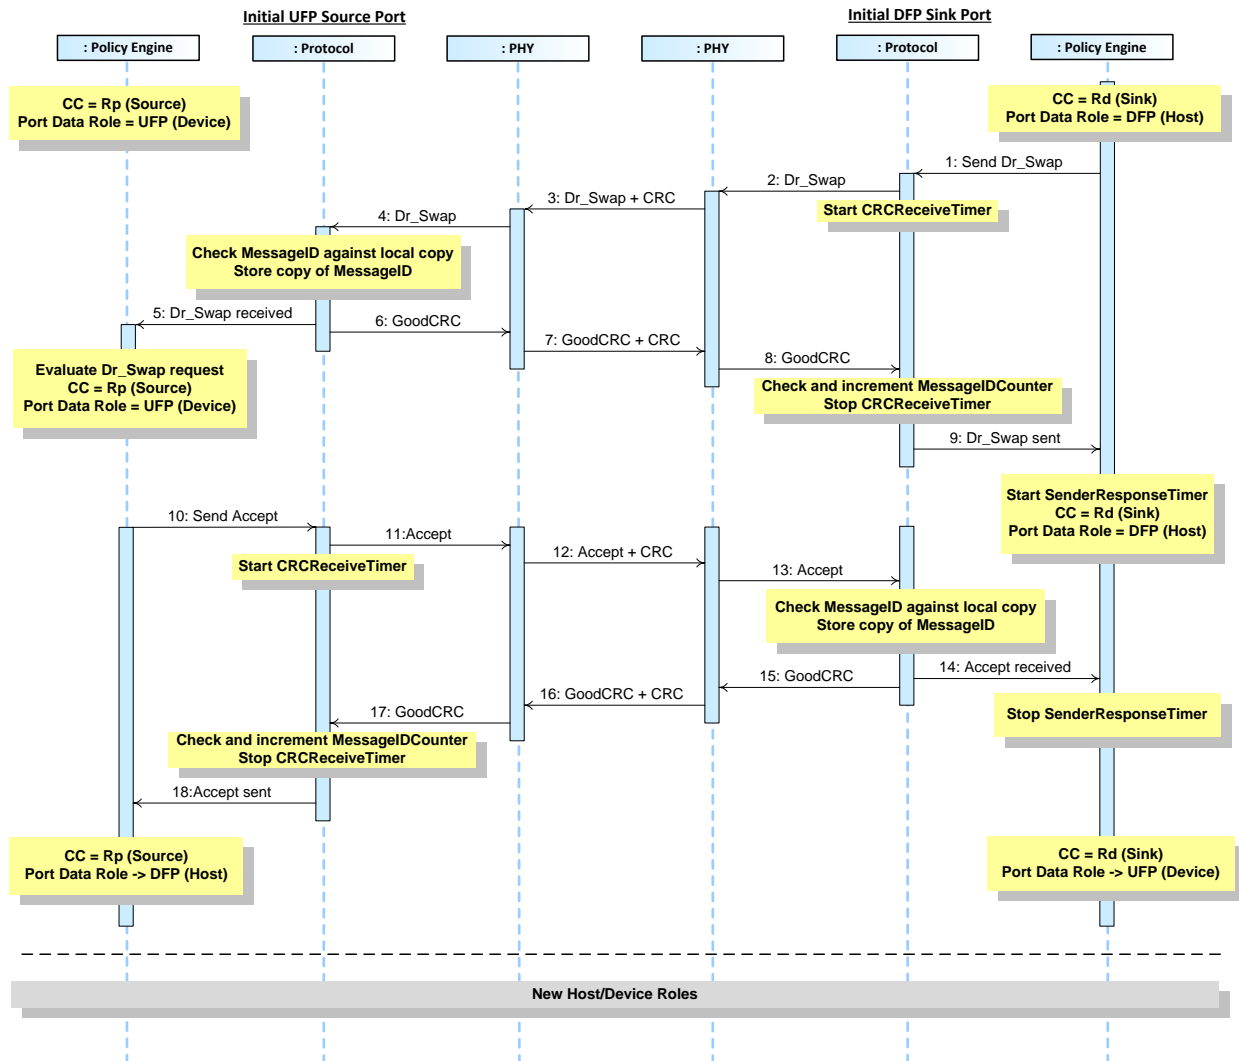 Initial UFP Source Port
Initial DFP Sink Port
: Policy Engine
: Protocol
: PHY
: PHY
: Protocol
: Policy Engine
CC = Rp (Source)
Port Data Role = UFP (Device)
CC = Rd (Sink)
Port Data Role = DFP (Host)
1: Send Dr_Swap
2: Dr_Swap
Start CRCReceiveTimer
3: Dr_Swap + CRC
4: Dr_Swap
Check MessageID against local copy
Store copy of MessageID
5: Dr_Swap received
6: GoodCRC
7: GoodCRC + CRC
8: GoodCRC
Evaluate Dr_Swap request
CC = Rp (Source)
Port Data Role = UFP (Device)
Check and increment MessageIDCounter
Stop CRCReceiveTimer
9: Dr_Swap sent
Start SenderResponseTimer
CC = Rd (Sink)
Port Data Role = DFP (Host)
10: Send Accept
11:Accept
Start CRCReceiveTimer
12: Accept + CRC
13: Accept
Check MessageID against local copy
Store copy of MessageID
14: Accept received
15: GoodCRC
16: GoodCRC + CRC
17: GoodCRC
Stop SenderResponseTimer
Check and increment MessageIDCounter
Stop CRCReceiveTimer
18:Accept sent
CC = Rp (Source)
Port Data Role -> DFP (Host)
CC = Rd (Sink)
Port Data Role -> UFP (Device)
New Host/Device Roles